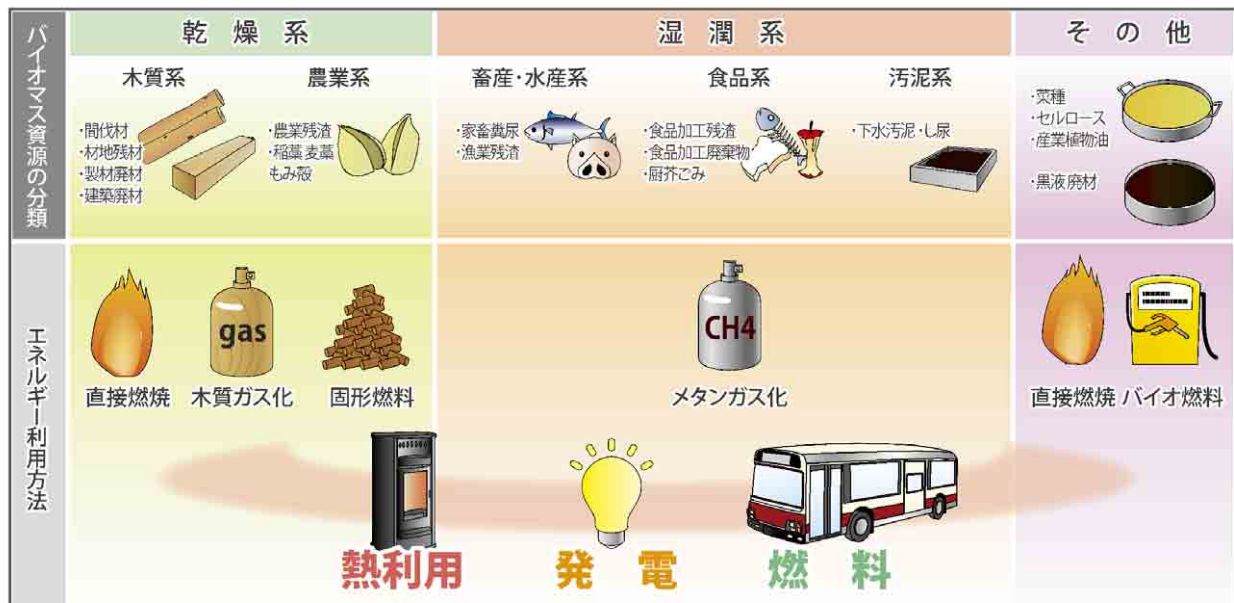 バイオマス資源の分類
乾燥系
湿潤系
その他
木質系
・間伐材
・林地残材
・製材廃材
・建築廃材
農業系
・農業残渣
・稲藁 麦藁
もみ殻
畜産・水産系
・家畜糞尿
・漁業残渣
食品系
・食品加工残渣
・食品加工廃棄物
・厨芥ごみ
汚泥系
・下水汚泥・し尿
・菜種
・セルロース
・産業植物油
・黒液 廃材
エネルギー利用方法
gas
CH4
直接燃焼
木質ガス化
固形燃料
メタンガス化
直接燃焼
バイオ燃料
熱利用
発電
燃料